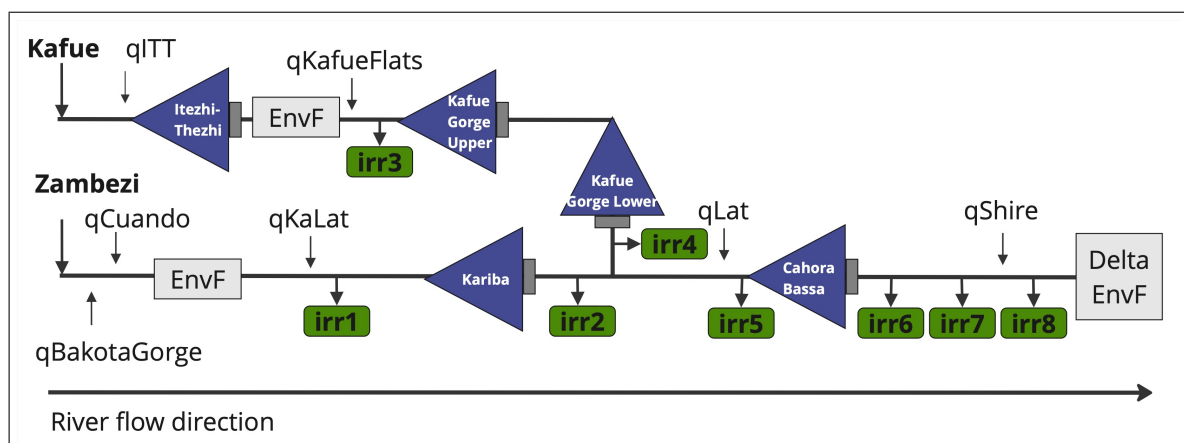 Kafue
qITT
qKafueFlats
Itezhi-
Thezhi
EnvF
Kafue
Gorge
Upper
irr3
Zambezi
Kafue
Gorge Lower
qCuando
qKaLat
qLat
qShire
irr4
EnvF
Kariba
Cahora
Bassa
Delta
EnvF
irr1
irr2
irr5
irr6
irr7
irr8
qBakotaGorge
River flow direction